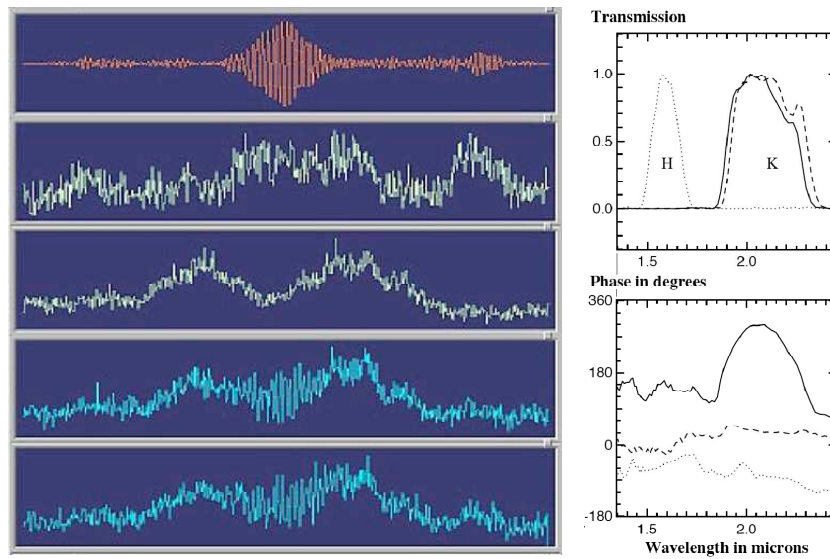 Transmission
1.0
0.5
0.0
H
K
1.5
2.0
Phase in degrees
360
180
0
-180
1.5
2.0
Wavelength in microns